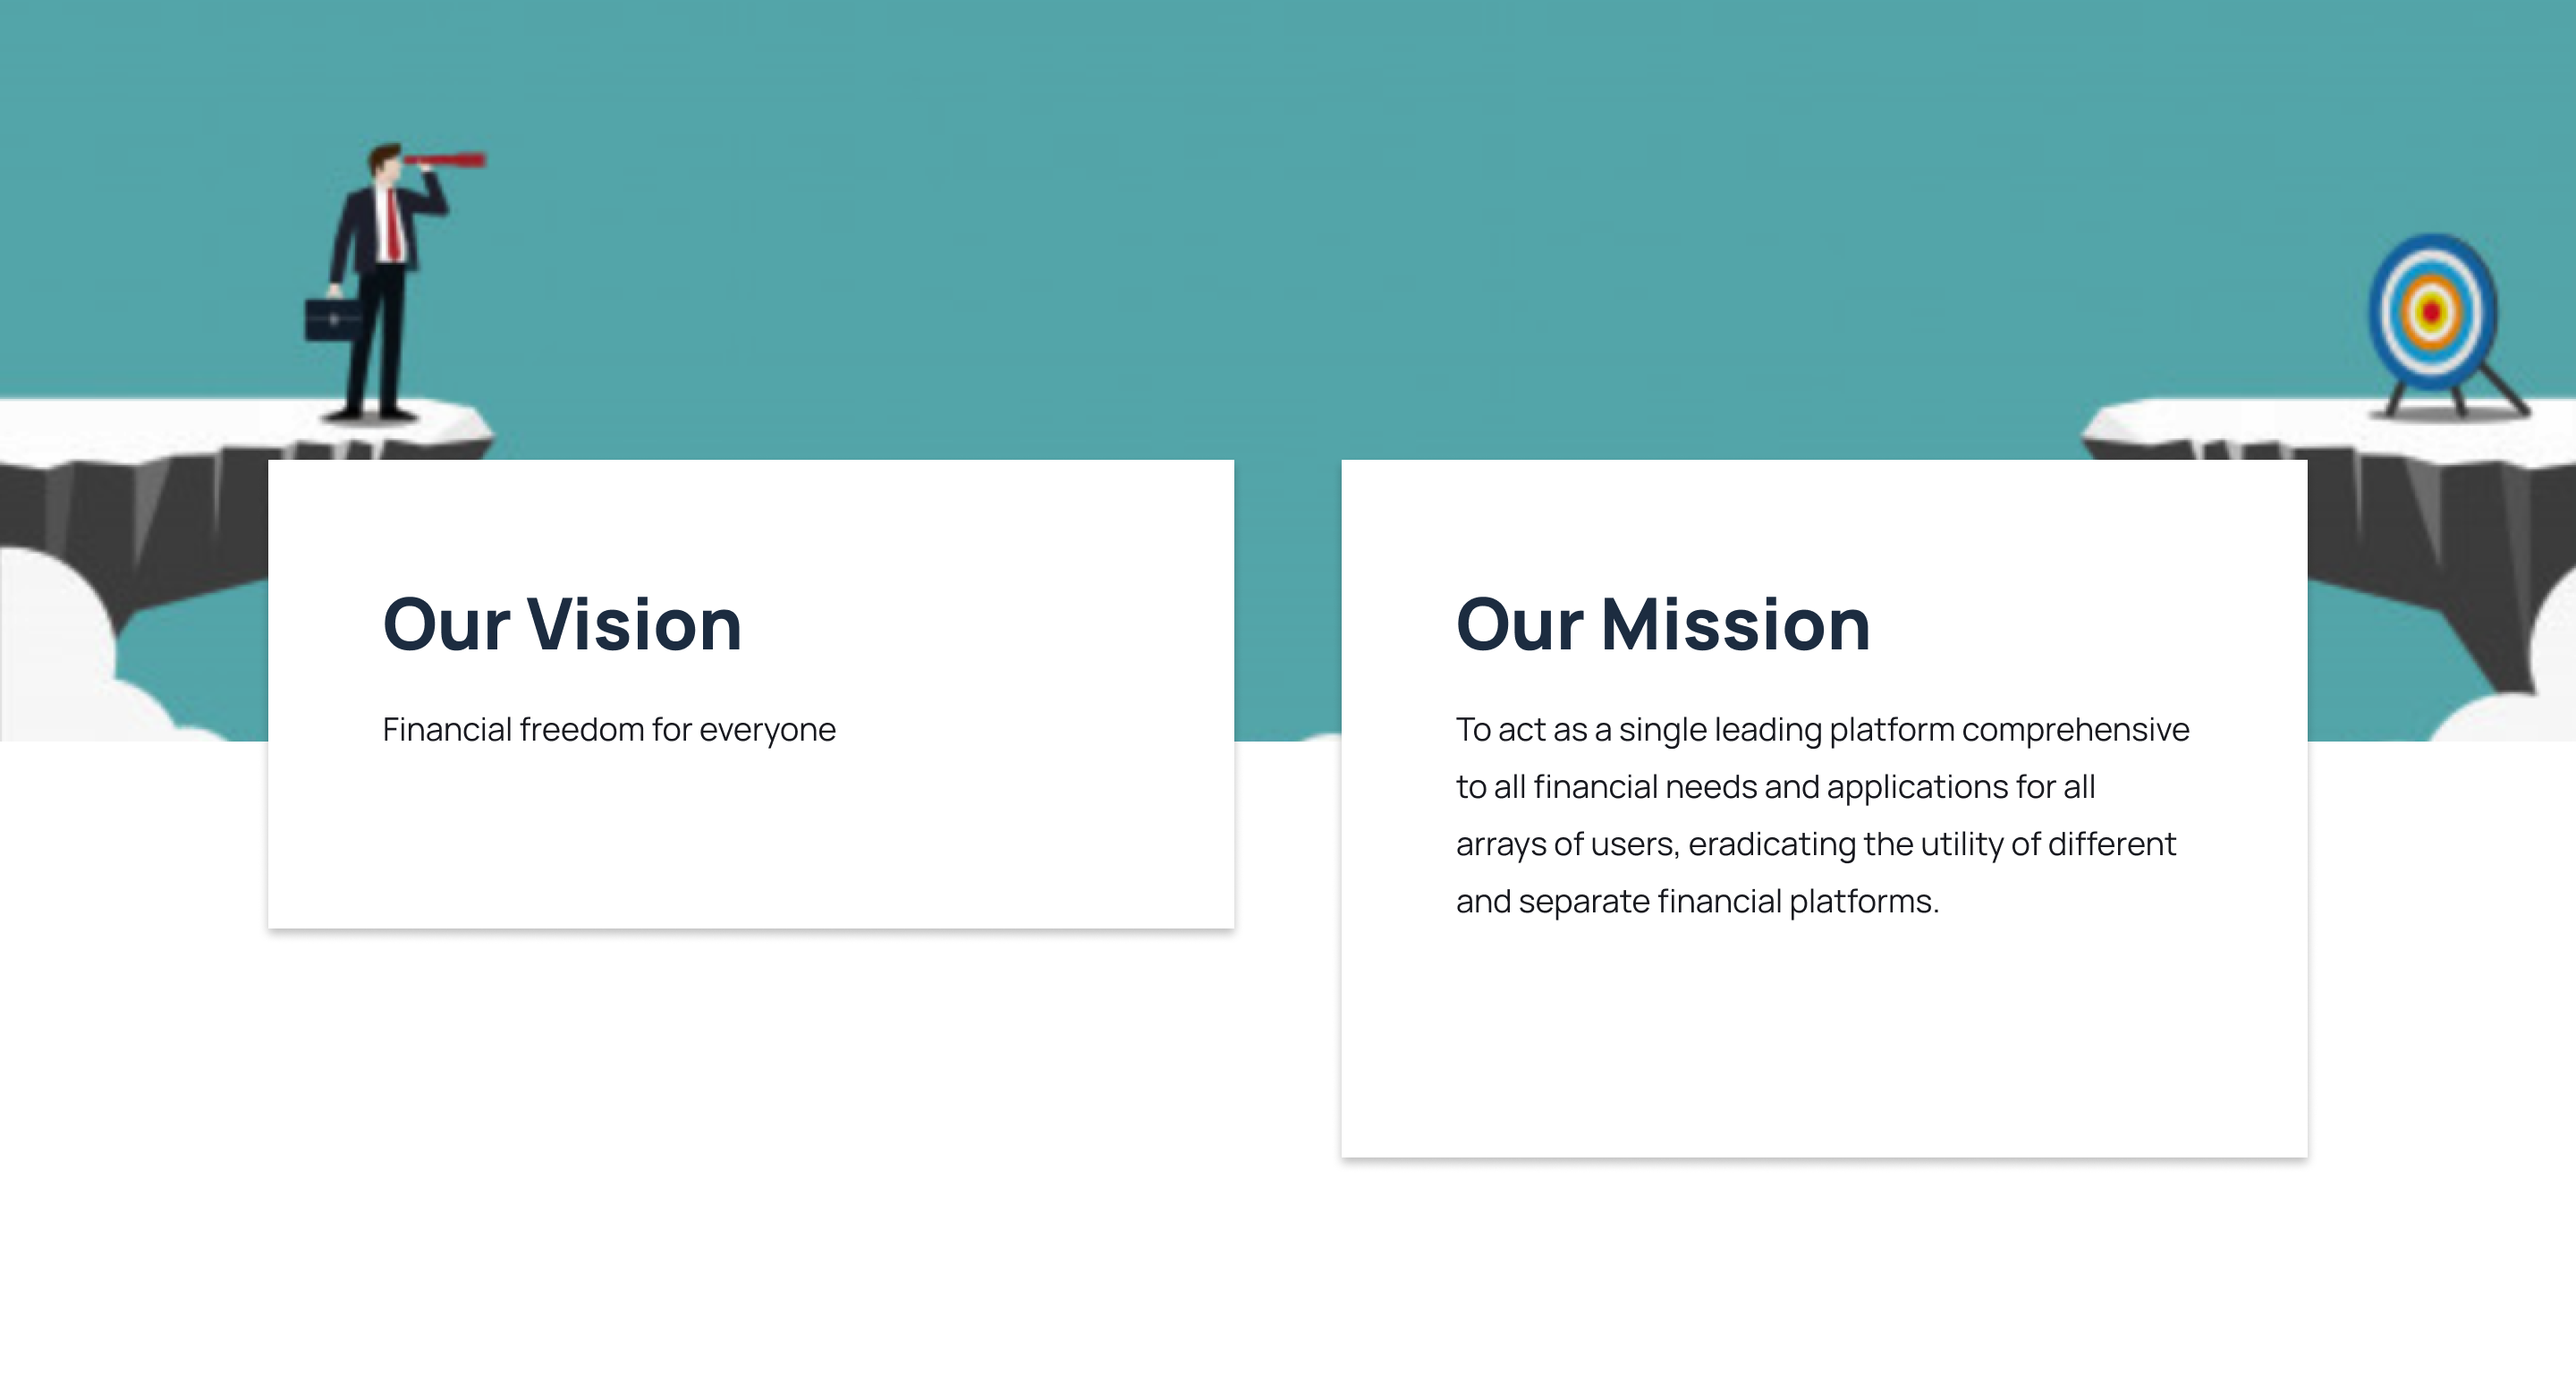 Our Vision
Financial freedom for everyone
Our Mission
To act as a single leading platform comprehensive
to all financial needs and applications for all
arrays of users, eradicating the utility of different
and separate financial platforms.